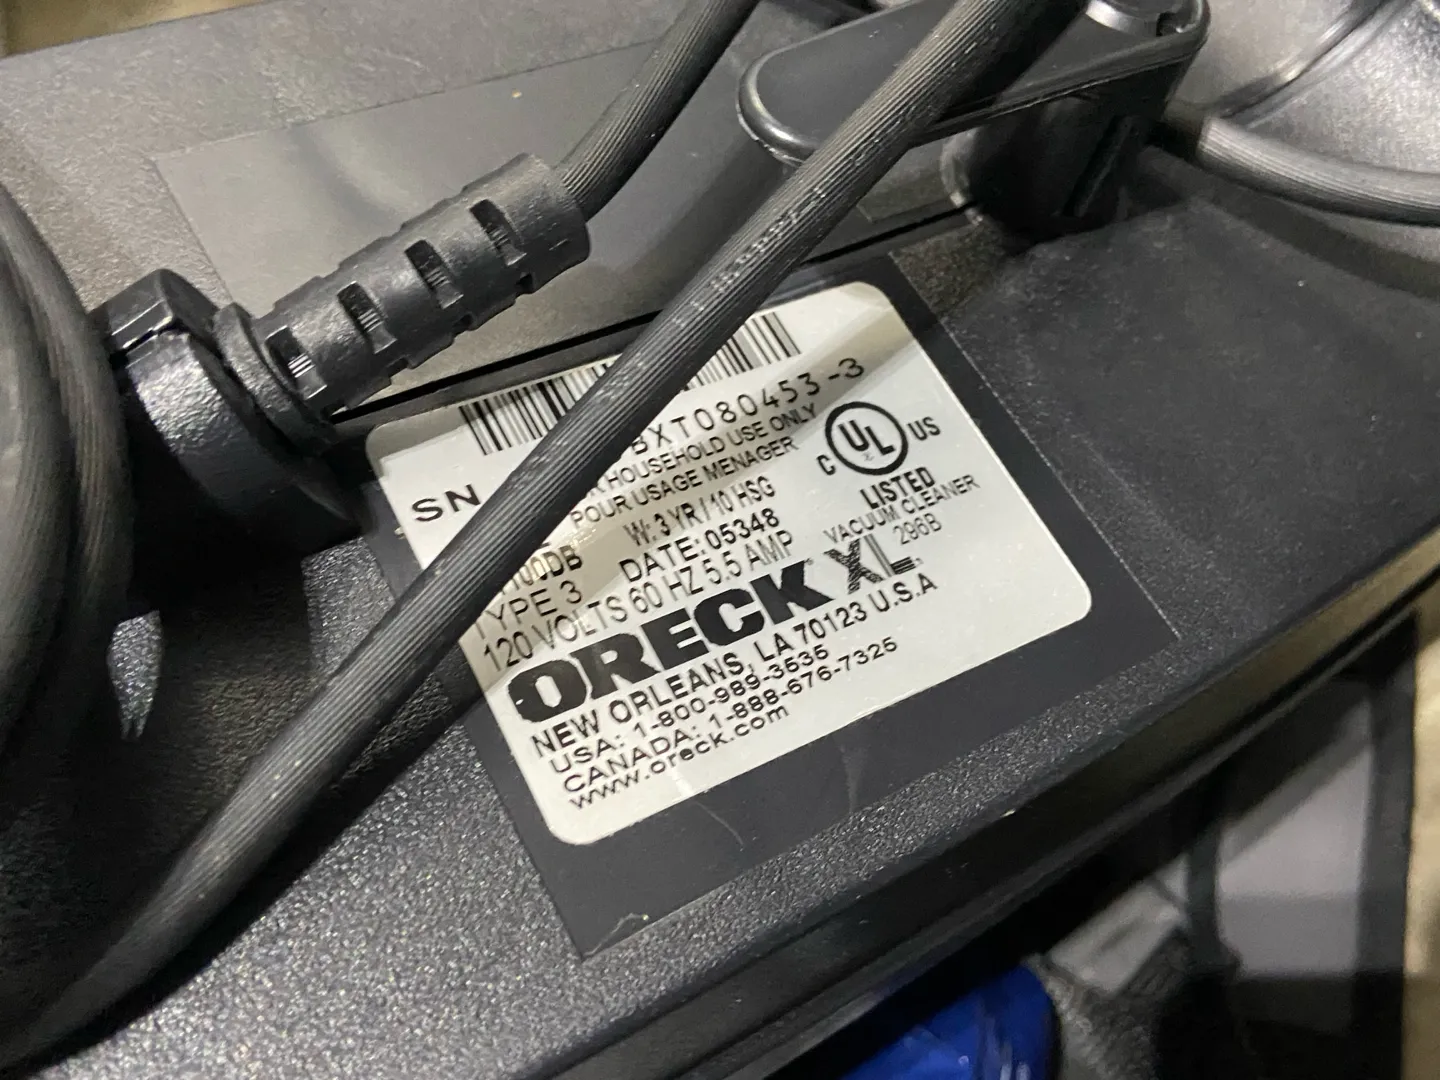 SN BXT080453-3
HOUSEHOLD USE ONLY
POUR USAGE MENAGER
W: 3 YR / 10 HSG
DATE: 05348
TYPE 3
120 VOLTS 60 HZ 5.5 AMP
C UL US
LISTED
VACUUM CLEANER
296B
ORECK XL
NEW ORLEANS, LA 70123 U.S.A
USA: 1-800-989-3535
CANADA: 1-888-676-7325
www.oreck.com